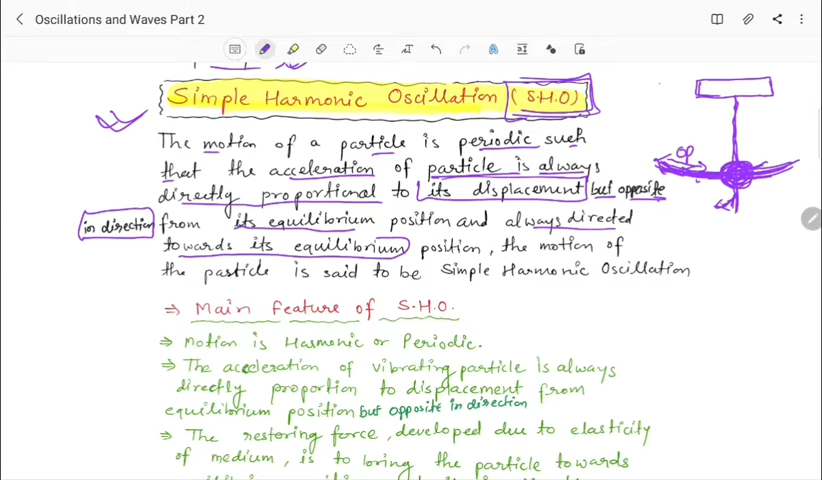 Oscillations and Waves Part 2
Simple Harmonic Oscillation (S.H.O)
The motion of a particle is periodic such
that the acceleration of particle is always
directly proportional to its displacement but opposite
in direction from its equilibrium position and always directed
towards its equilibrium position, the motion of
the particle is said to be Simple Harmonic Oscillation
⇒ Main Feature of S.H.O.
⇒ Motion is Harmonic or Periodic.
⇒ The acceleration of vibrating particle is always
directly proportion to displacement from
equilibrium position but opposite in direction
⇒ The restoring force, developed due to elasticity
of medium, is to bring the particle towards